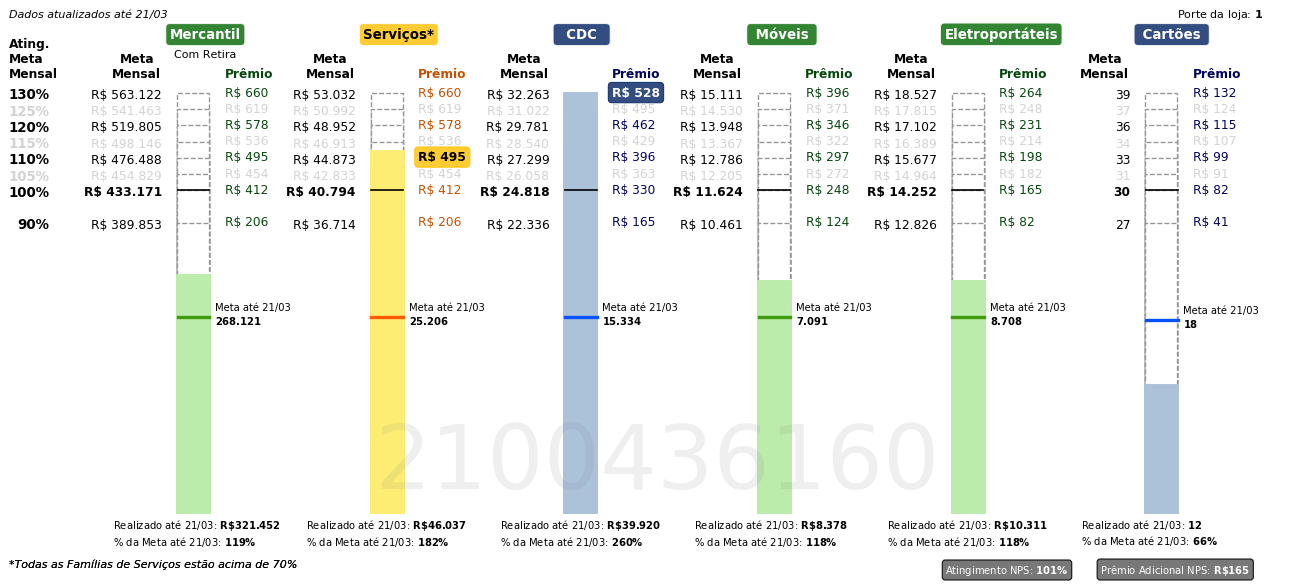 Dados atualizados até 21/03 Porte da loja: 1
Mercantil Serviços* CDC Móveis Eletroportáteis Cartões
Ating. Meta Mensal
Com Retira
Meta Mensal Prêmio Meta Mensal Prêmio Meta Mensal Prêmio Meta Mensal Prêmio Meta Mensal Prêmio Meta Mensal Prêmio
130% R$ 563.122 R$ 660 R$ 53.032 R$ 660 R$ 32.263 R$ 528 R$ 15.111 R$ 396 R$ 18.527 R$ 264 39 R$ 132
125% R$ 541.463 R$ 619 R$ 50.992 R$ 619 R$ 31.022 R$ 495 R$ 14.530 R$ 371 R$ 17.815 R$ 248 37 R$ 124
120% R$ 519.805 R$ 578 R$ 48.952 R$ 578 R$ 29.781 R$ 462 R$ 13.948 R$ 346 R$ 17.102 R$ 231 36 R$ 115
115% R$ 498.146 R$ 536 R$ 46.913 R$ 536 R$ 28.540 R$ 429 R$ 13.367 R$ 322 R$ 16.389 R$ 214 34 R$ 107
110% R$ 476.488 R$ 495 R$ 44.873 R$ 495 R$ 27.299 R$ 396 R$ 12.786 R$ 297 R$ 15.677 R$ 198 33 R$ 99
105% R$ 454.829 R$ 454 R$ 42.833 R$ 454 R$ 26.058 R$ 363 R$ 12.205 R$ 272 R$ 14.964 R$ 182 31 R$ 91
100% R$ 433.171 R$ 412 R$ 40.794 R$ 412 R$ 24.818 R$ 330 R$ 11.624 R$ 248 R$ 14.252 R$ 165 30 R$ 82
90% R$ 389.853 R$ 206 R$ 36.714 R$ 206 R$ 22.336 R$ 165 R$ 10.461 R$ 124 R$ 12.826 R$ 82 27 R$ 41
Meta até 21/03 Meta até 21/03 Meta até 21/03 Meta até 21/03 Meta até 21/03 Meta até 21/03
268.121 25.206 15.334 7.091 8.708 18
2100436160
Realizado até 21/03: R$321.452 Realizado até 21/03: R$46.037 Realizado até 21/03: R$39.920 Realizado até 21/03: R$8.378 Realizado até 21/03: R$10.311 Realizado até 21/03: 12
% da Meta até 21/03: 119% % da Meta até 21/03: 182% % da Meta até 21/03: 260% % da Meta até 21/03: 118% % da Meta até 21/03: 118% % da Meta até 21/03: 66%
*Todas as Famílias de Serviços estão acima de 70% Atingimento NPS: 101% Prêmio Adicional NPS: R$165